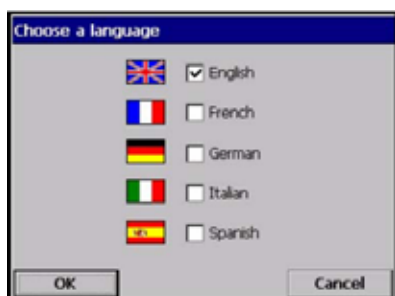 Choose a language
English
French
German
Italian
Spanish
OK Cancel